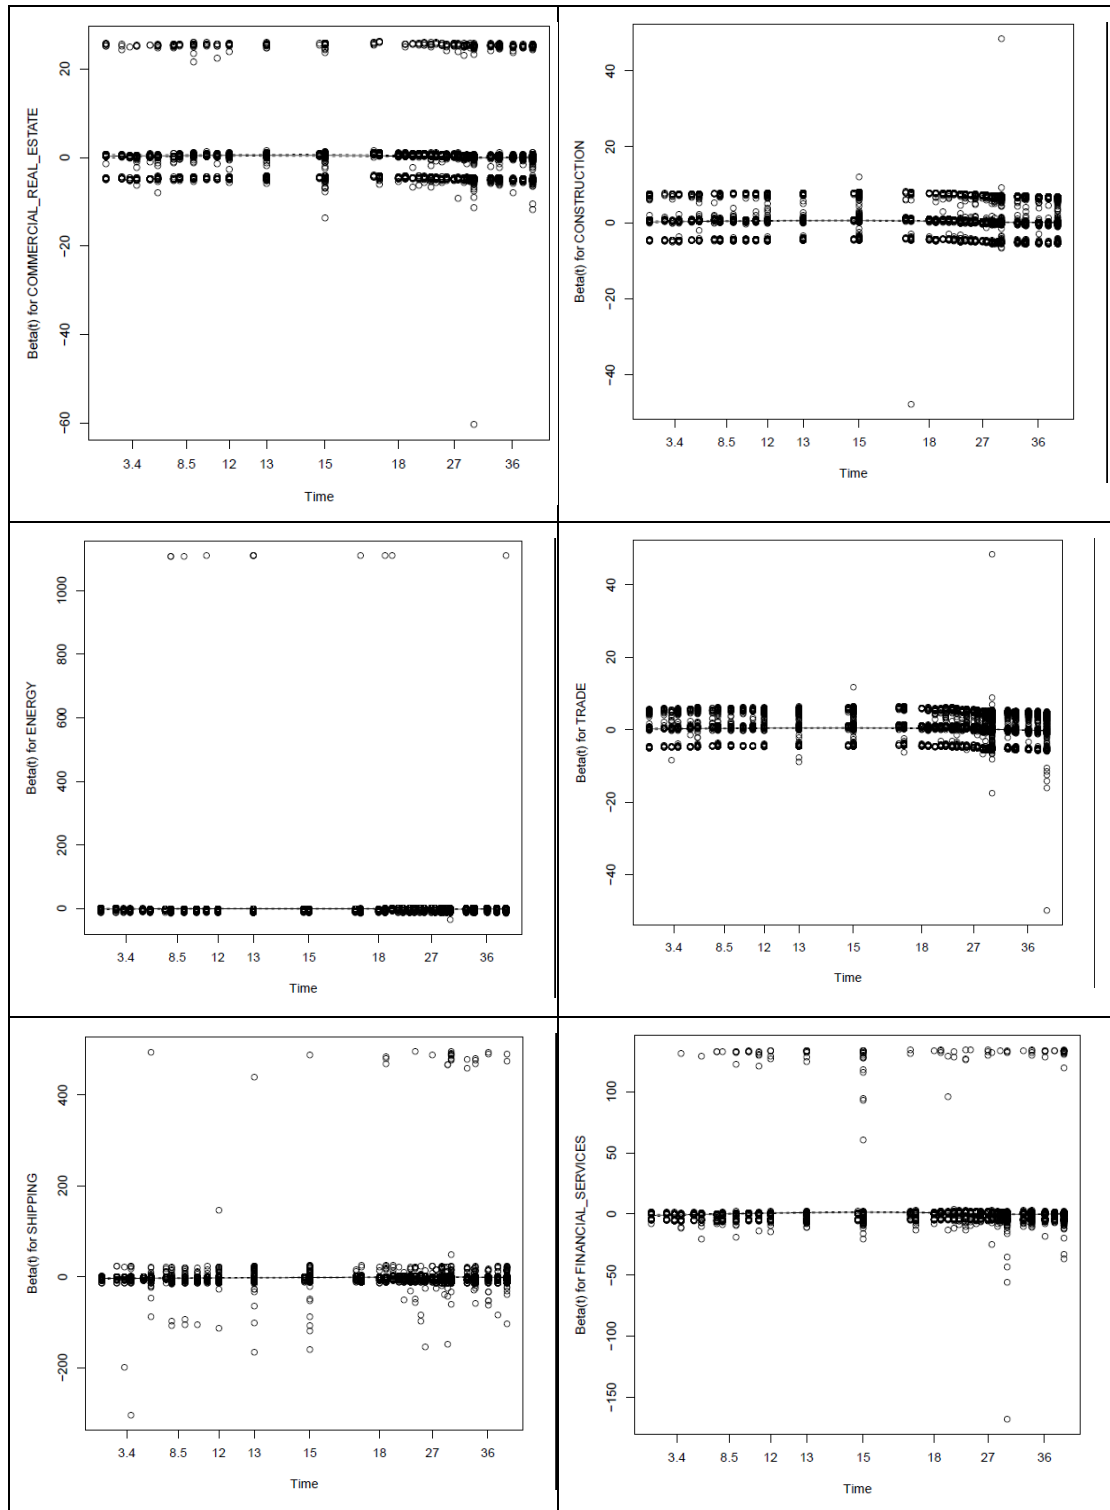 20
0
−20
−40
−60
Beta(t) for COMMERCIAL_REAL_ESTATE
3.4 8.5 12 13 15 18 27 36
Time
40
20
0
−20
−40
Beta(t) for CONSTRUCTION
3.4 8.5 12 13 15 18 27 36
Time
1000
800
600
400
200
0
Beta(t) for ENERGY
3.4 8.5 12 13 15 18 27 36
Time
40
20
0
−20
−40
Beta(t) for TRADE
3.4 8.5 12 13 15 18 27 36
Time
400
200
0
−200
Beta(t) for SHIPPING
3.4 8.5 12 13 15 18 27 36
Time
100
50
0
−50
−100
−150
Beta(t) for FINANCIAL_SERVICES
3.4 8.5 12 13 15 18 27 36
Time